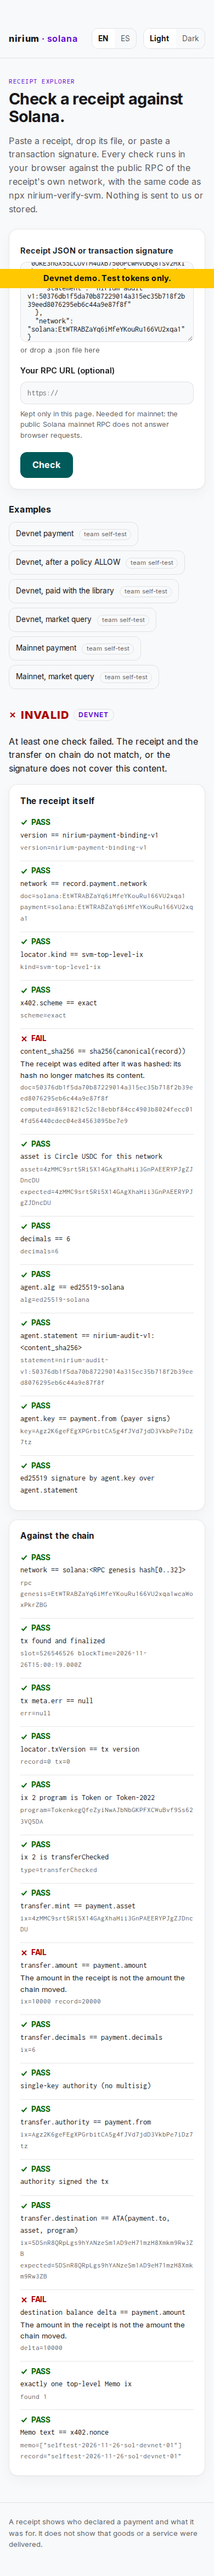 nirium · solana
EN ES
Light Dark
RECEIPT EXPLORER
Check a receipt against
Solana.
Paste a receipt, drop its file, or paste a
transaction signature. Every check runs in
your browser against the public RPC of the
receipt's own network, with the same code as
npx nirium-verify-svm. Nothing is sent to us or
stored.
Receipt JSON or transaction signature
Devnet demo. Test tokens only.
v1:50376db1f5da70b87229014a315ec35b718f2b
39eed8076295eb6c44a9e87f8f"
},
"network":
"solana:EtWTRABZaYq6iMfeYKouRu166VU2xqa1"
}
or drop a .json file here
Your RPC URL (optional)
https://
Kept only in this page. Needed for mainnet: the
public Solana mainnet RPC does not answer
browser requests.
Check
Examples
Devnet payment team self-test
Devnet, after a policy ALLOW team self-test
Devnet, paid with the library team self-test
Devnet, market query team self-test
Mainnet payment team self-test
Mainnet, market query team self-test
× INVALID DEVNET
At least one check failed. The receipt and the
transfer on chain do not match, or the
signature does not cover this content.
The receipt itself
✓ PASS
version == nirium-payment-binding-v1
version=nirium-payment-binding-v1
✓ PASS
network == record.payment.network
doc=solana:EtWTRABZaYq6iMfeYKouRu166VU2xqa1
payment=solana:EtWTRABZaYq6iMfeYKouRu166VU2xq
a1
✓ PASS
locator.kind == svm-top-level-ix
kind=svm-top-level-ix
✓ PASS
x402.scheme == exact
scheme=exact
× FAIL
content_sha256 == sha256(canonical(record))
The receipt was edited after it was hashed: its
hash no longer matches its content.
doc=50376db1f5da70b87229014a315ec35b718f2b39e
ed8076295eb6c44a9e87f8f
✓ PASS
asset is Circle USDC for this network
✓ PASS
decimals == 6
decimals=6
✓ PASS
agent.alg == ed25519-solana
alg=ed25519-solana
✓ PASS
agent.statement == nirium-audit-v1:
<content_sha256>
statement=nirium-audit-
v1:50376db1f5da70b87229014a315ec35b718f2b39ee
d8076295eb6c44a9e87f8f
✓ PASS
agent.key == payment.from (payer signs)
✓ PASS
ed25519 signature by agent.key over
agent.statement
Against the chain
✓ PASS
network == solana:<RPC genesis hash[0..32]>
rpc
✓ PASS
tx found and finalized
slot=526546526 blockTime=2026-11-
26T15:00:19.000Z
✓ PASS
tx meta.err == null
err=null
✓ PASS
locator.txVersion == tx version
record=0 tx=0
✓ PASS
ix 2 program is Token or Token-2022
program=TokenkegQfeZyiNwAJbNbGKPFXCWuBvf9Ss62
3VQ5DA
✓ PASS
ix 2 is transferChecked
type=transferChecked
✓ PASS
transfer.mint == payment.asset
× FAIL
transfer.amount == payment.amount
The amount in the receipt is not the amount the
chain moved.
ix=10000 record=20000
✓ PASS
transfer.decimals == payment.decimals
ix=6
✓ PASS
single-key authority (no multisig)
✓ PASS
transfer.authority == payment.from
✓ PASS
authority signed the tx
✓ PASS
transfer.destination == ATA(payment.to,
asset, program)
× FAIL
destination balance delta == payment.amount
The amount in the receipt is not the amount the
chain moved.
delta=10000
✓ PASS
exactly one top-level Memo ix
found 1
✓ PASS
Memo text == x402.nonce
memo=["selftest-2026-11-26-sol-devnet-01"]
record="selftest-2026-11-26-sol-devnet-01"
A receipt shows who declared a payment and what it
was for. It does not show that goods or a service were
delivered.